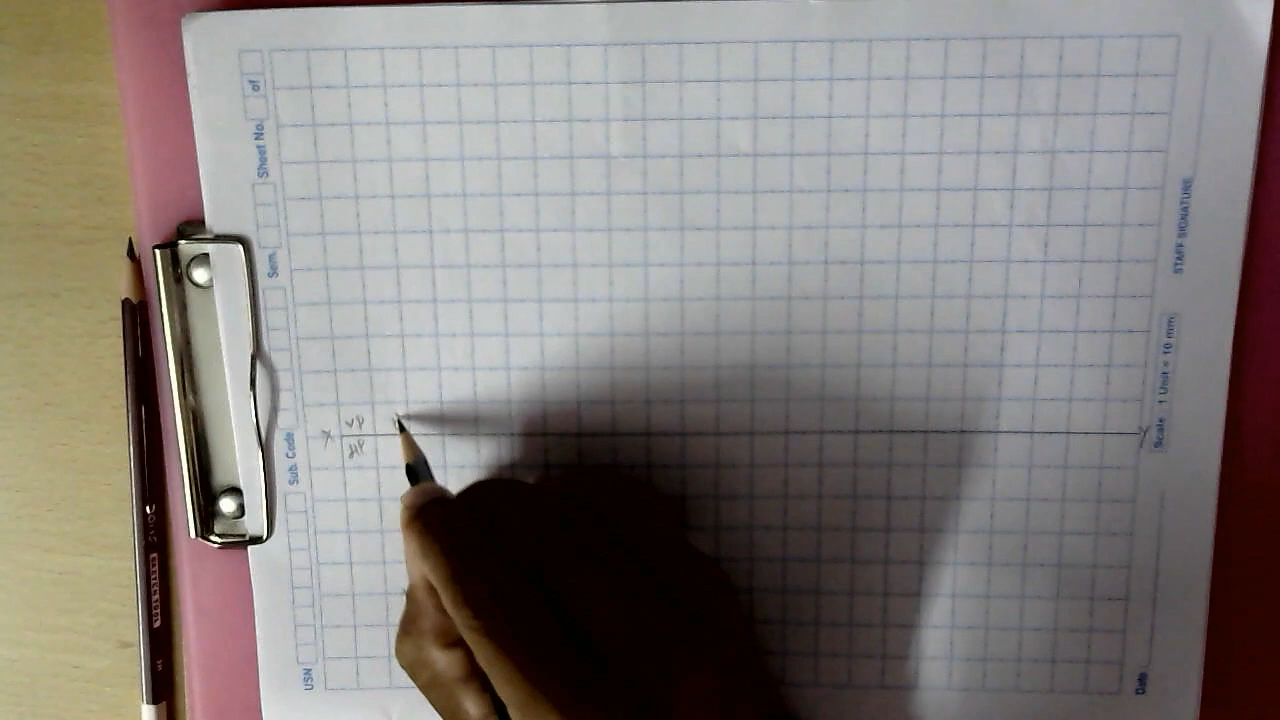 Sheet No. of
Sem.
Sub. Code
USN
X
VP
HP
Y
STAFF SIGNATURE
Scale 1 Unit = 10 mm
Date